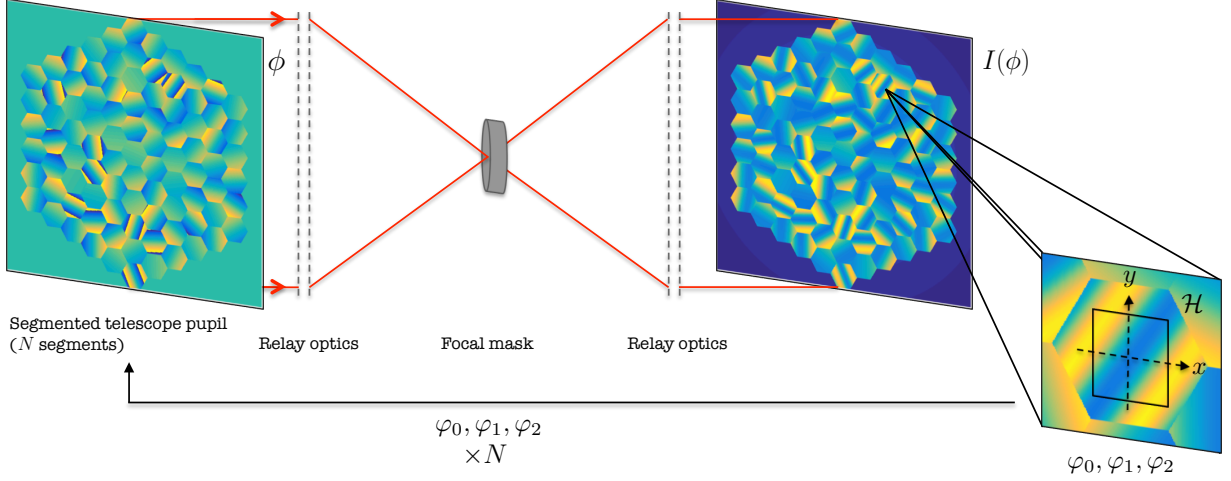 ϕ
I(ϕ)
y
ℋ
x
Segmented telescope pupil
(N segments)
Relay optics
Focal mask
Relay optics
φ₀, φ₁, φ₂
×N
φ₀, φ₁, φ₂